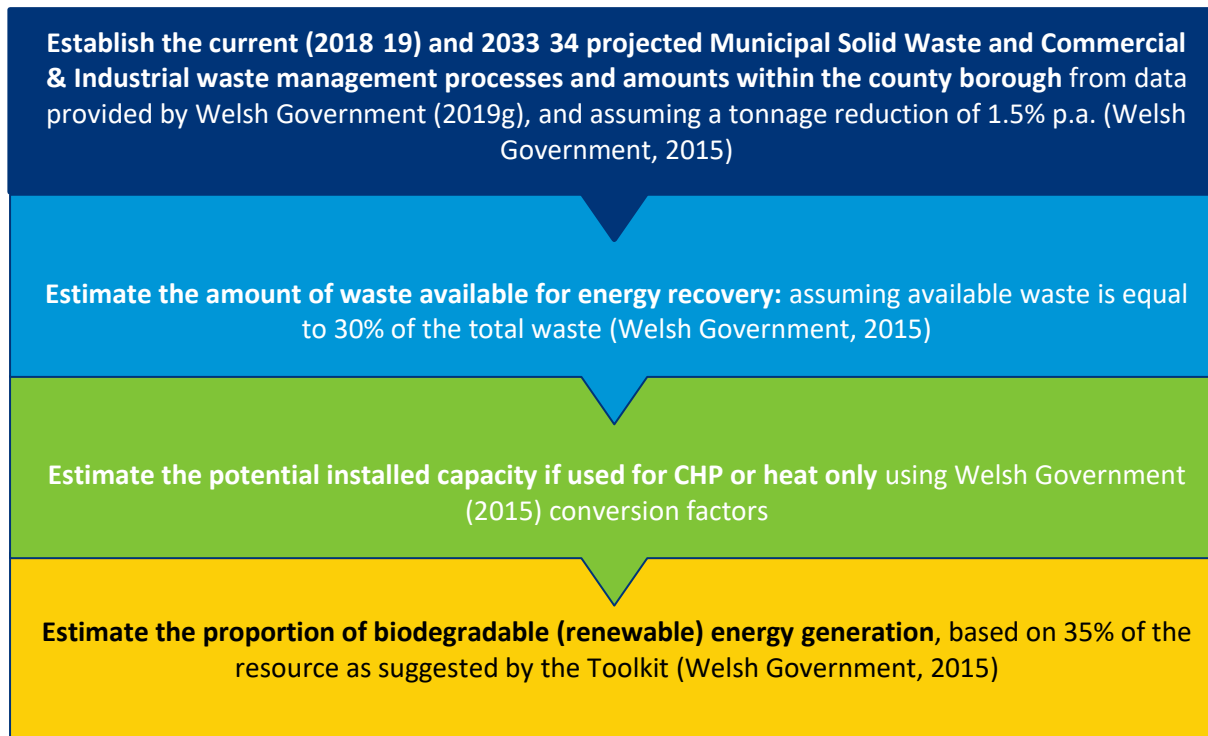 Establish the current (2018 19) and 2033 34 projected Municipal Solid Waste and Commercial
& Industrial waste management processes and amounts within the county borough from data
provided by Welsh Government (2019g), and assuming a tonnage reduction of 1.5% p.a. (Welsh
Government, 2015)
Estimate the amount of waste available for energy recovery: assuming available waste is equal
to 30% of the total waste (Welsh Government, 2015)
Estimate the potential installed capacity if used for CHP or heat only using Welsh Government
(2015) conversion factors
Estimate the proportion of biodegradable (renewable) energy generation, based on 35% of the
resource as suggested by the Toolkit (Welsh Government, 2015)